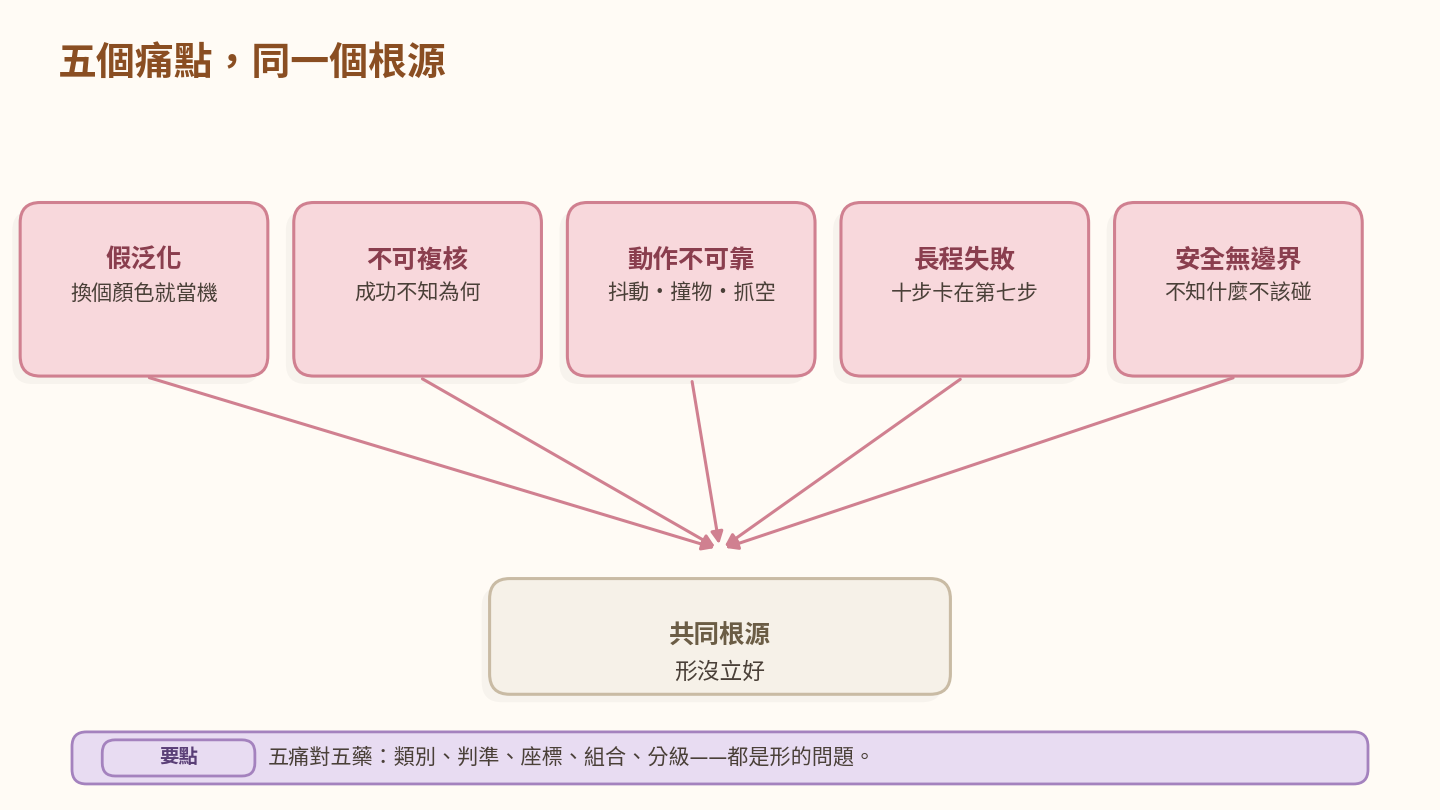 五個痛點，同一個根源
假泛化
換個顏色就當機
不可複核
成功不知為何
動作不可靠
抖動・撞物・抓空
長程失敗
十步卡在第七步
安全無邊界
不知什麼不該碰
共同根源
形沒立好
要點
五痛對五藥：類別、判準、座標、組合、分級——都是形的問題。